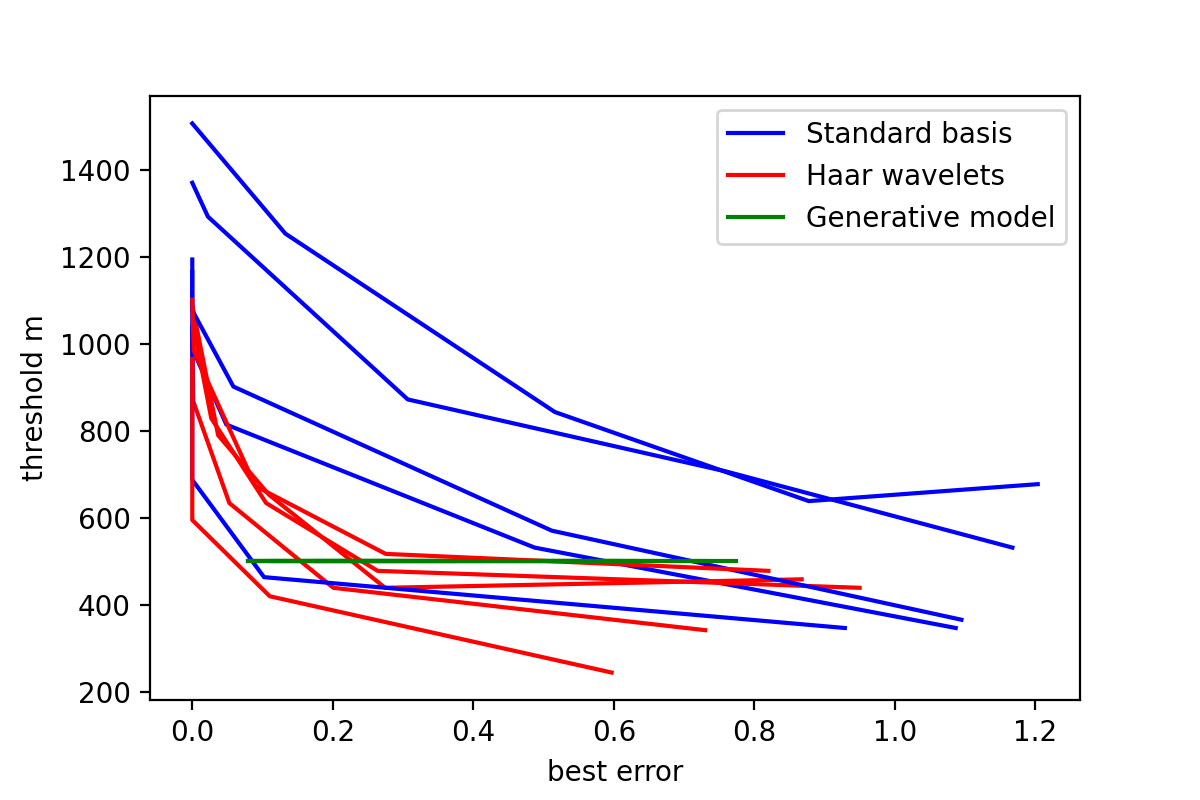 Standard basis
Haar wavelets
Generative model
1400
1200
1000
800
600
400
200
threshold m
0.0 0.2 0.4 0.6 0.8 1.0 1.2
best error